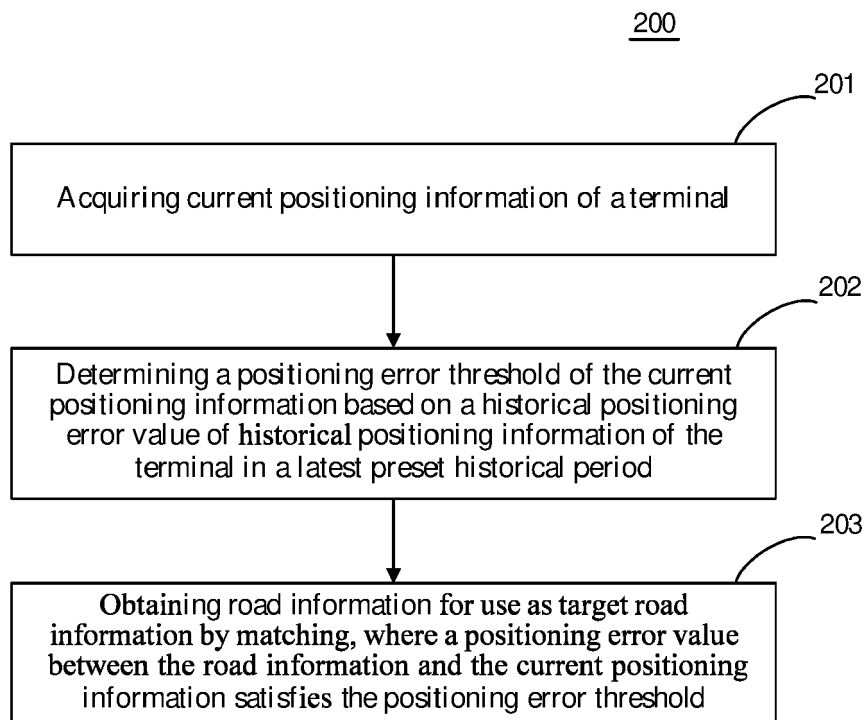 200
201
Acquiring current positioning information of a terminal
202
Determining a positioning error threshold of the current
positioning information based on a historical positioning
error value of historical positioning information of the
terminal in a latest preset historical period
203
Obtaining road information for use as target road
information by matching, where a positioning error value
between the road information and the current positioning
information satisfies the positioning error threshold